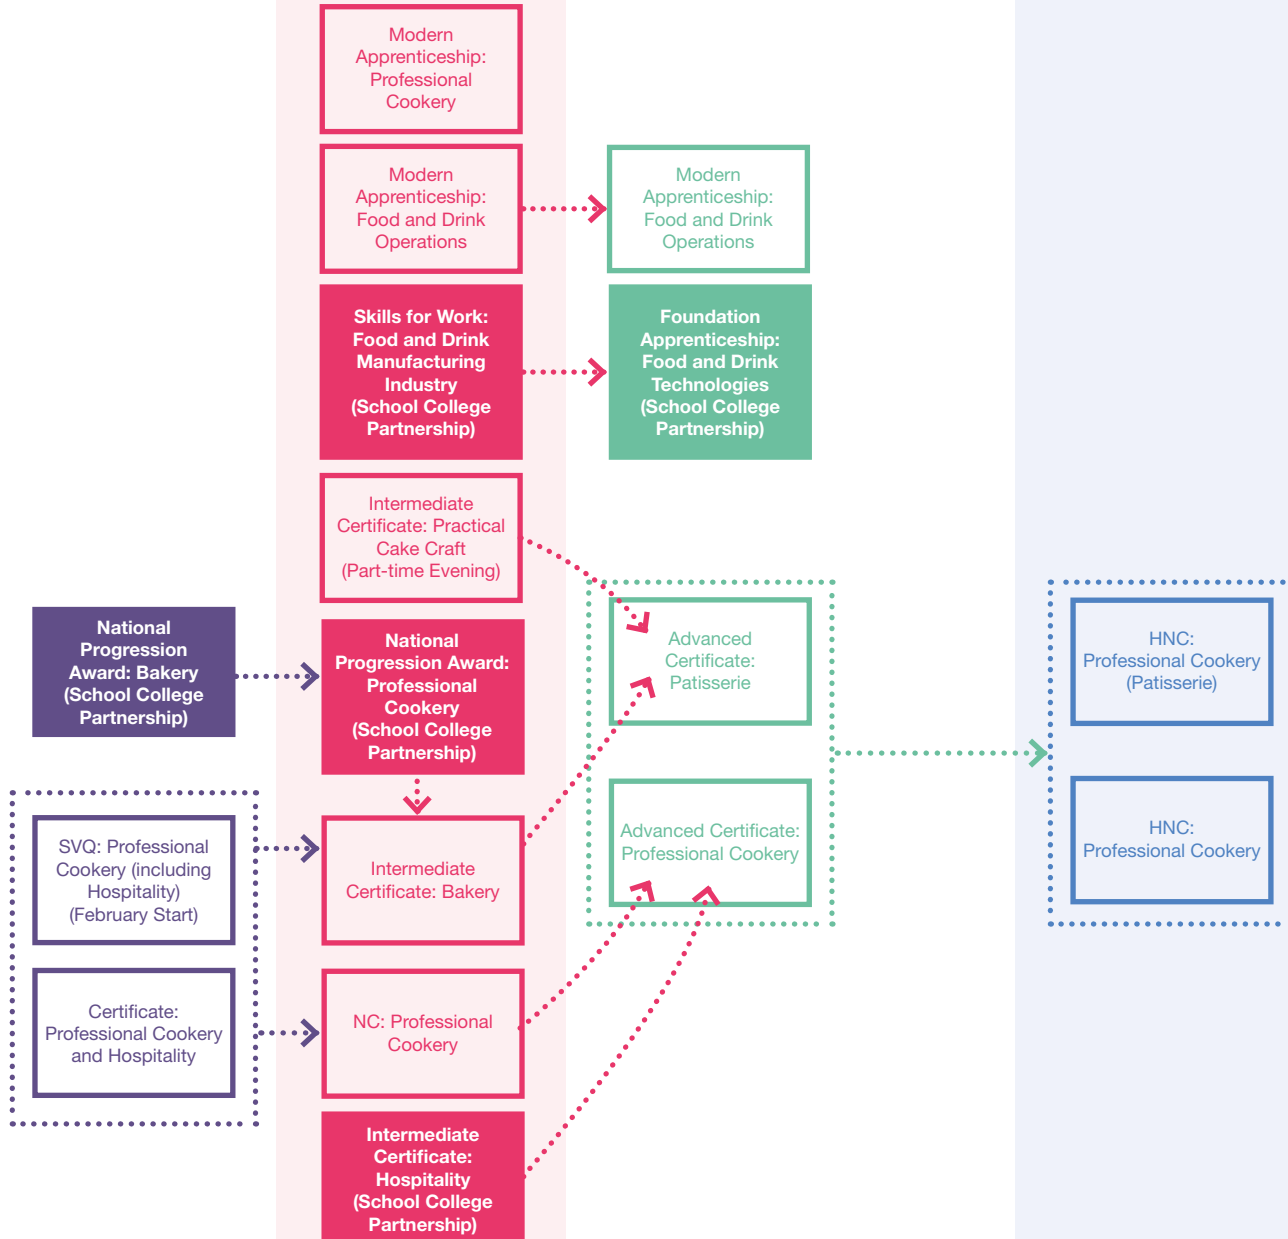 Modern
Apprenticeship:
Professional
Cookery
Modern
Apprenticeship:
Food and Drink
Operations
Modern
Apprenticeship:
Food and Drink
Operations
Skills for Work:
Food and Drink
Manufacturing
Industry
(School College
Partnership)
Foundation
Apprenticeship:
Food and Drink
Technologies
(School College
Partnership)
Intermediate
Certificate: Practical
Cake Craft
(Part-time Evening)
National
Progression
Award: Bakery
(School College
Partnership)
National
Progression Award:
Professional
Cookery
(School College
Partnership)
Advanced
Certificate:
Patisserie
HNC:
Professional Cookery
(Patisserie)
SVQ: Professional
Cookery (including
Hospitality)
(February Start)
Intermediate
Certificate: Bakery
Advanced Certificate:
Professional Cookery
HNC:
Professional Cookery
Certificate:
Professional Cookery
and Hospitality
NC: Professional
Cookery
Intermediate
Certificate:
Hospitality
(School College
Partnership)